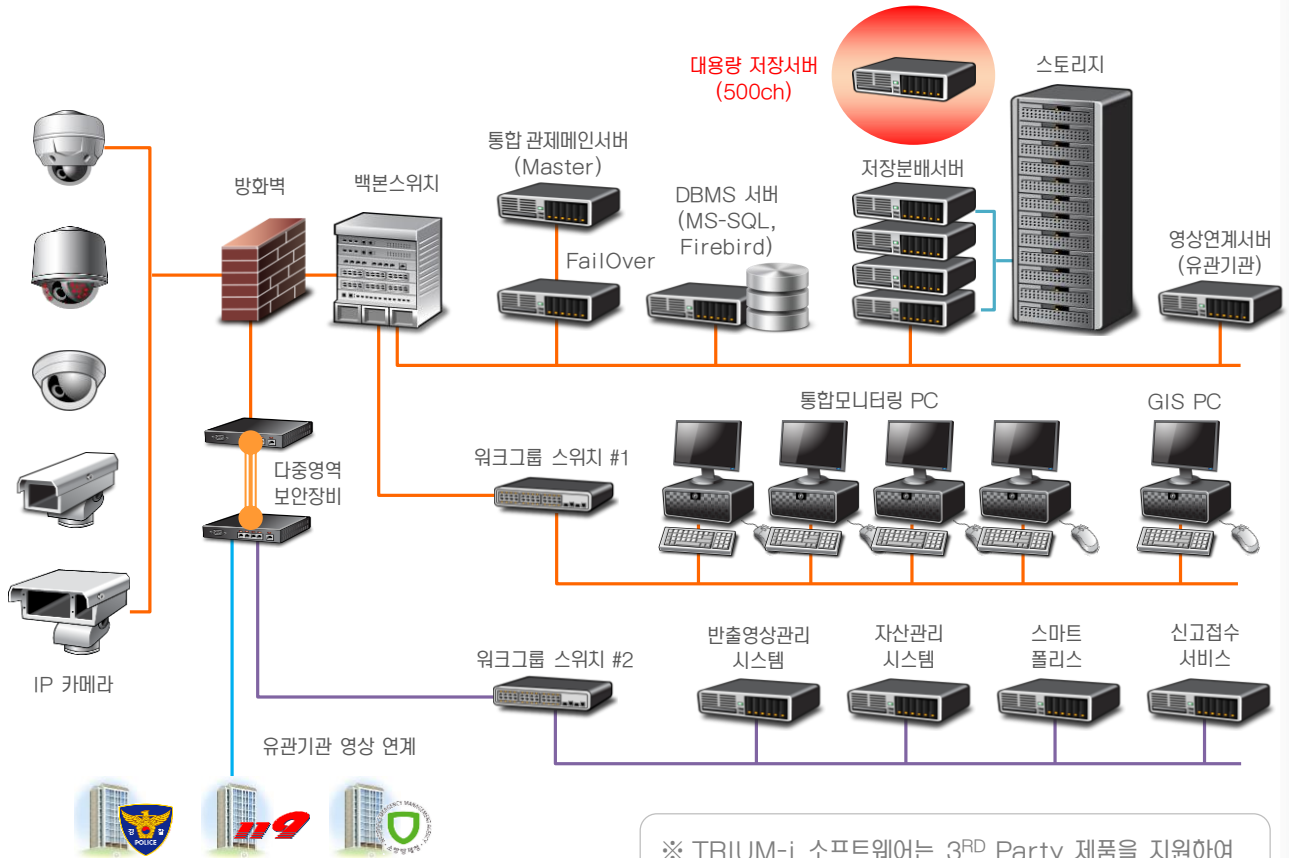 대용량 저장서버
(500ch)
스토리지
통합 관제메인서버
(Master)
방화벽
백본스위치
저장분배서버
DBMS 서버
(MS-SQL,
Firebird)
FailOver
영상연계서버
(유관기관)
통합모니터링 PC
GIS PC
워크그룹 스위치 #1
다중영역
보안장비
반출영상관리
시스템
자산관리
시스템
스마트
폴리스
신고접수
서비스
워크그룹 스위치 #2
IP 카메라
유관기관 영상 연계
경찰
POLICE
119
※ TRIUM-i 소프트웨어는 3RD Party 제품을 지원하여